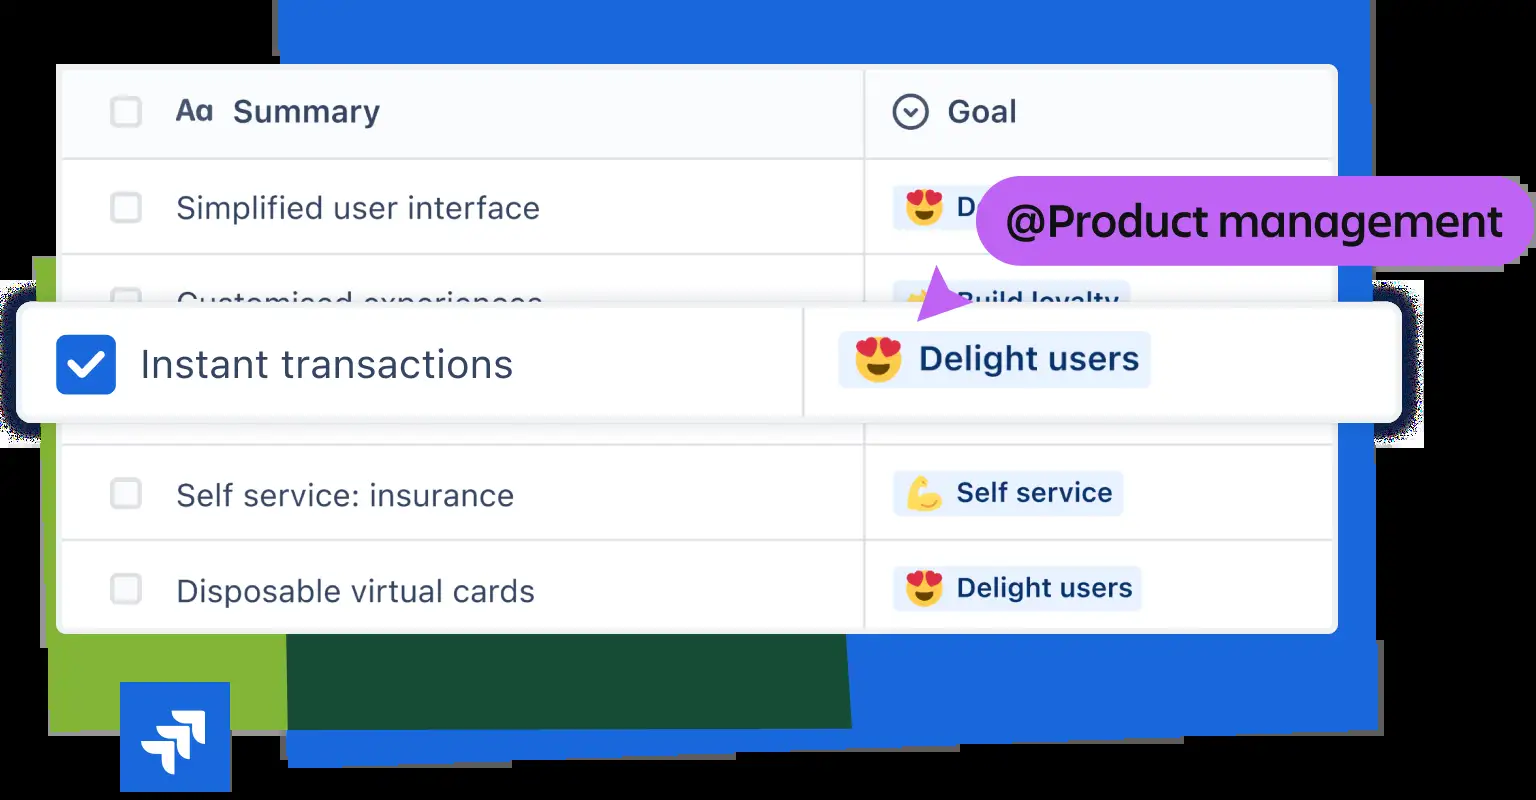 Aa Summary
Goal
Simplified user interface
D
@Product management
Customised experiences
Build loyalty
Instant transactions
Delight users
Self service: insurance
Self service
Disposable virtual cards
Delight users